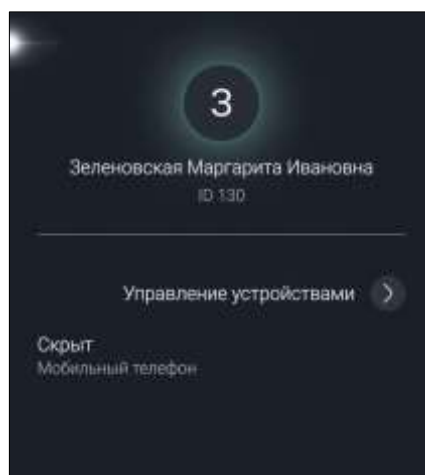 З
Зеленовская Маргарита Ивановна
ID 130
Управление устройствами
Скрыт
Мобильный телефон